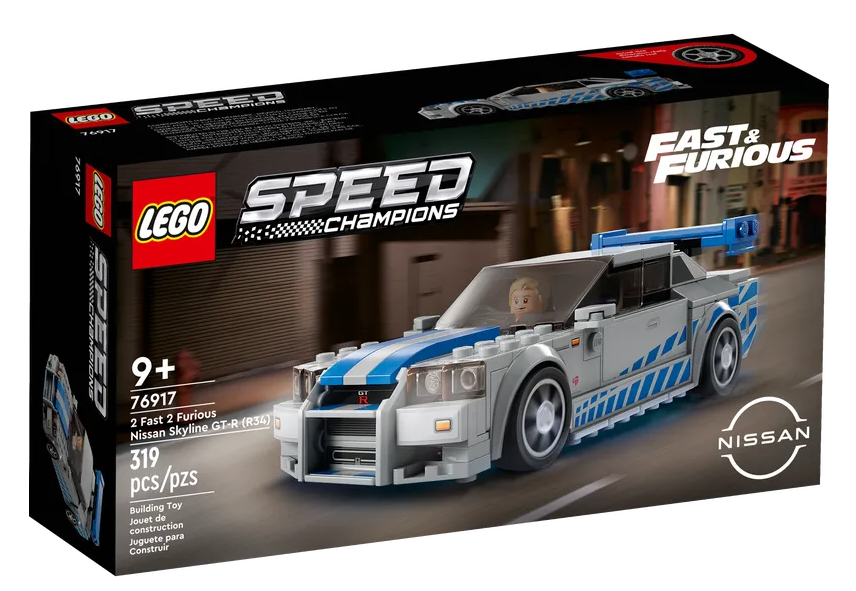 LEGO
SPEED
CHAMPIONS
76917
76917
LEGO
SPEED
CHAMPIONS
LEGO
SPEED
CHAMPIONS
FAST &
FURIOUS
9+
76917
2 Fast 2 Furious
Nissan Skyline GT-R (R34)
319
pcs/pzs
Building Toy
Jouet de
construction
Juguete para
Construir
GT
R
NISSAN